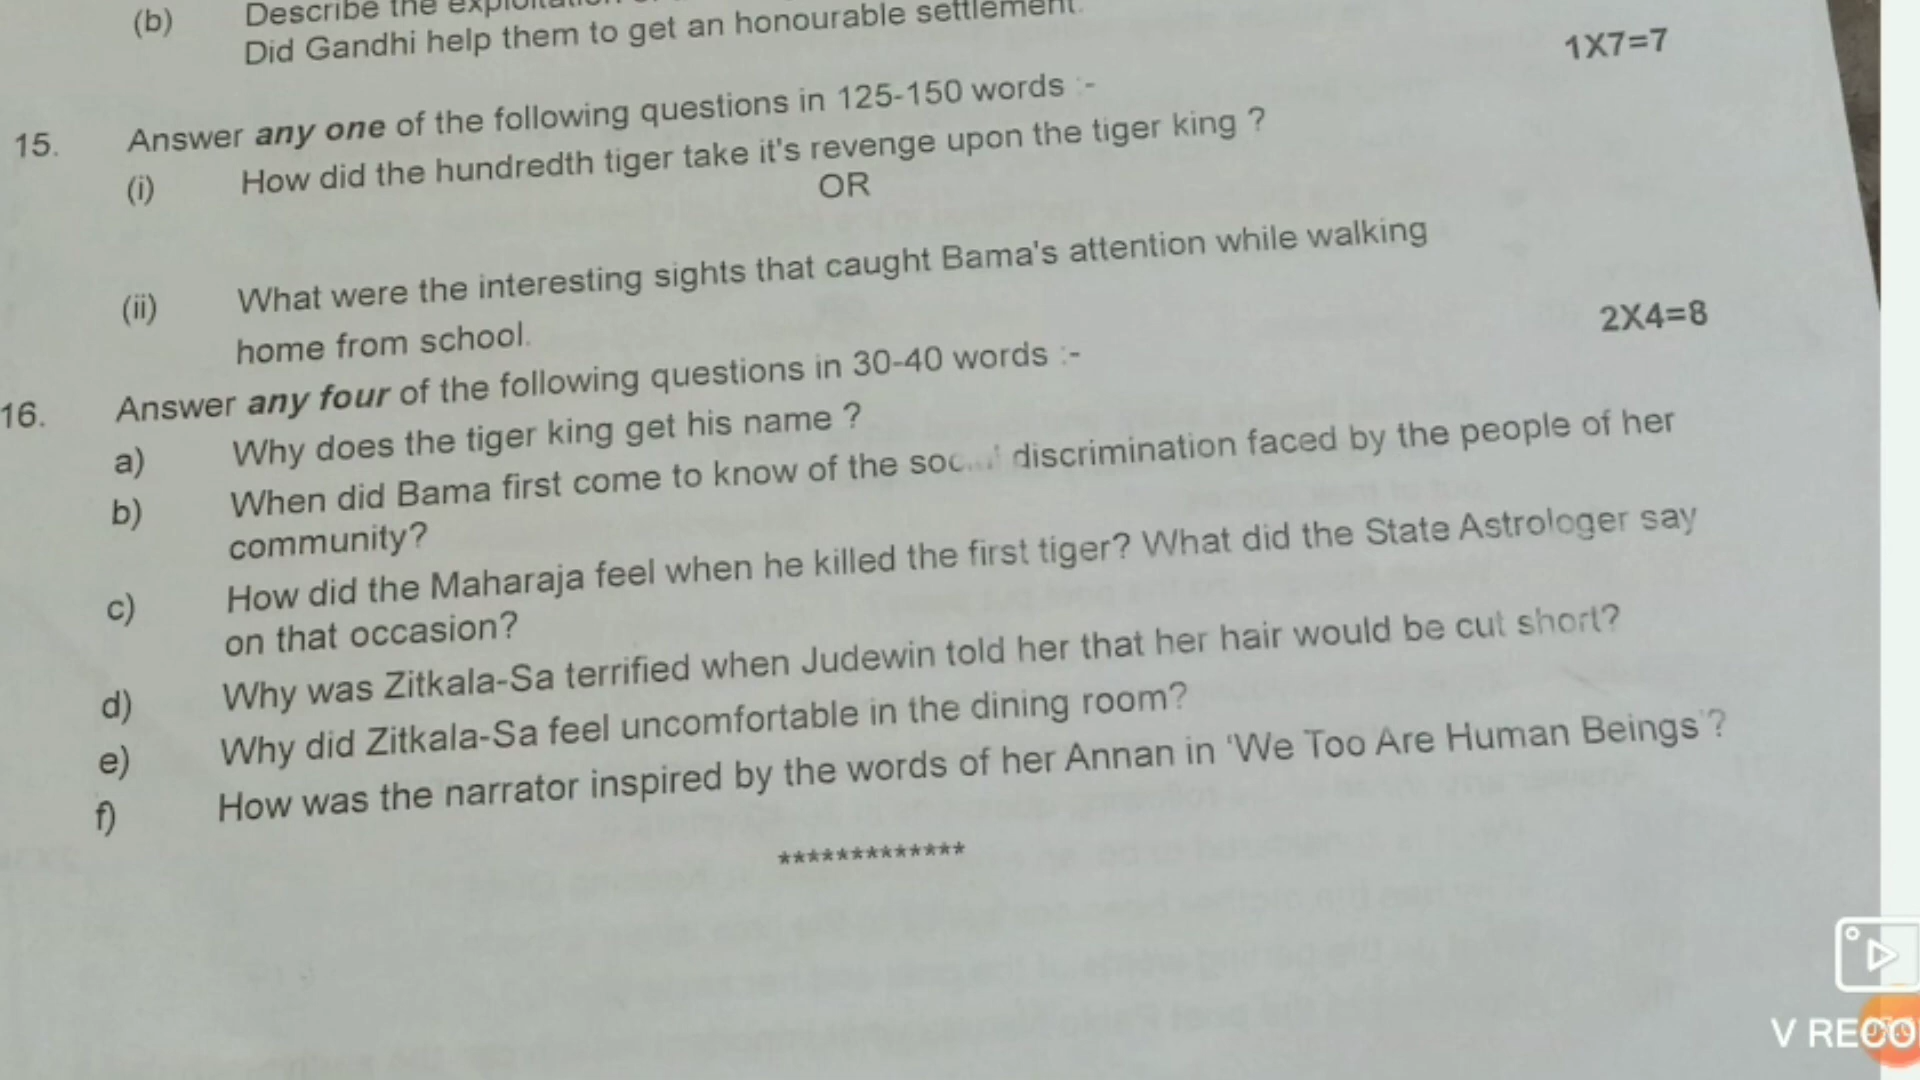 (b) Describe the
Did Gandhi help them to get an honourable settlement.
1X7=7
15. Answer any one of the following questions in 125-150 words :-
(i) How did the hundredth tiger take it's revenge upon the tiger king ?
OR
(ii) What were the interesting sights that caught Bama's attention while walking
home from school.
2X4=8
16. Answer any four of the following questions in 30-40 words :-
a) Why does the tiger king get his name ?
b) When did Bama first come to know of the social discrimination faced by the people of her
community?
c) How did the Maharaja feel when he killed the first tiger? What did the State Astrologer say
on that occasion?
d) Why was Zitkala-Sa terrified when Judewin told her that her hair would be cut short?
e) Why did Zitkala-Sa feel uncomfortable in the dining room?
f) How was the narrator inspired by the words of her Annan in 'We Too Are Human Beings'?
*************
V RECO